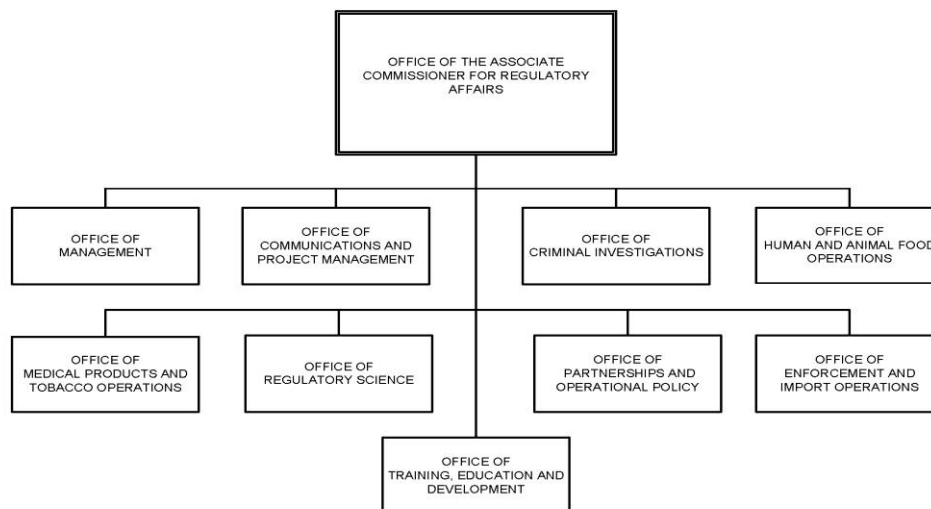 OFFICE OF THE ASSOCIATE
COMMISSIONER FOR REGULATORY
AFFAIRS
OFFICE OF
MANAGEMENT
OFFICE OF
COMMUNICATIONS AND
PROJECT MANAGEMENT
OFFICE OF
CRIMINAL INVESTIGATIONS
OFFICE OF
HUMAN AND ANIMAL FOOD
OPERATIONS
OFFICE OF
MEDICAL PRODUCTS AND
TOBACCO OPERATIONS
OFFICE OF
REGULATORY SCIENCE
OFFICE OF
PARTNERSHIPS AND
OPERATIONAL POLICY
OFFICE OF
ENFORCEMENT AND
IMPORT OPERATIONS
OFFICE OF
TRAINING, EDUCATION AND
DEVELOPMENT